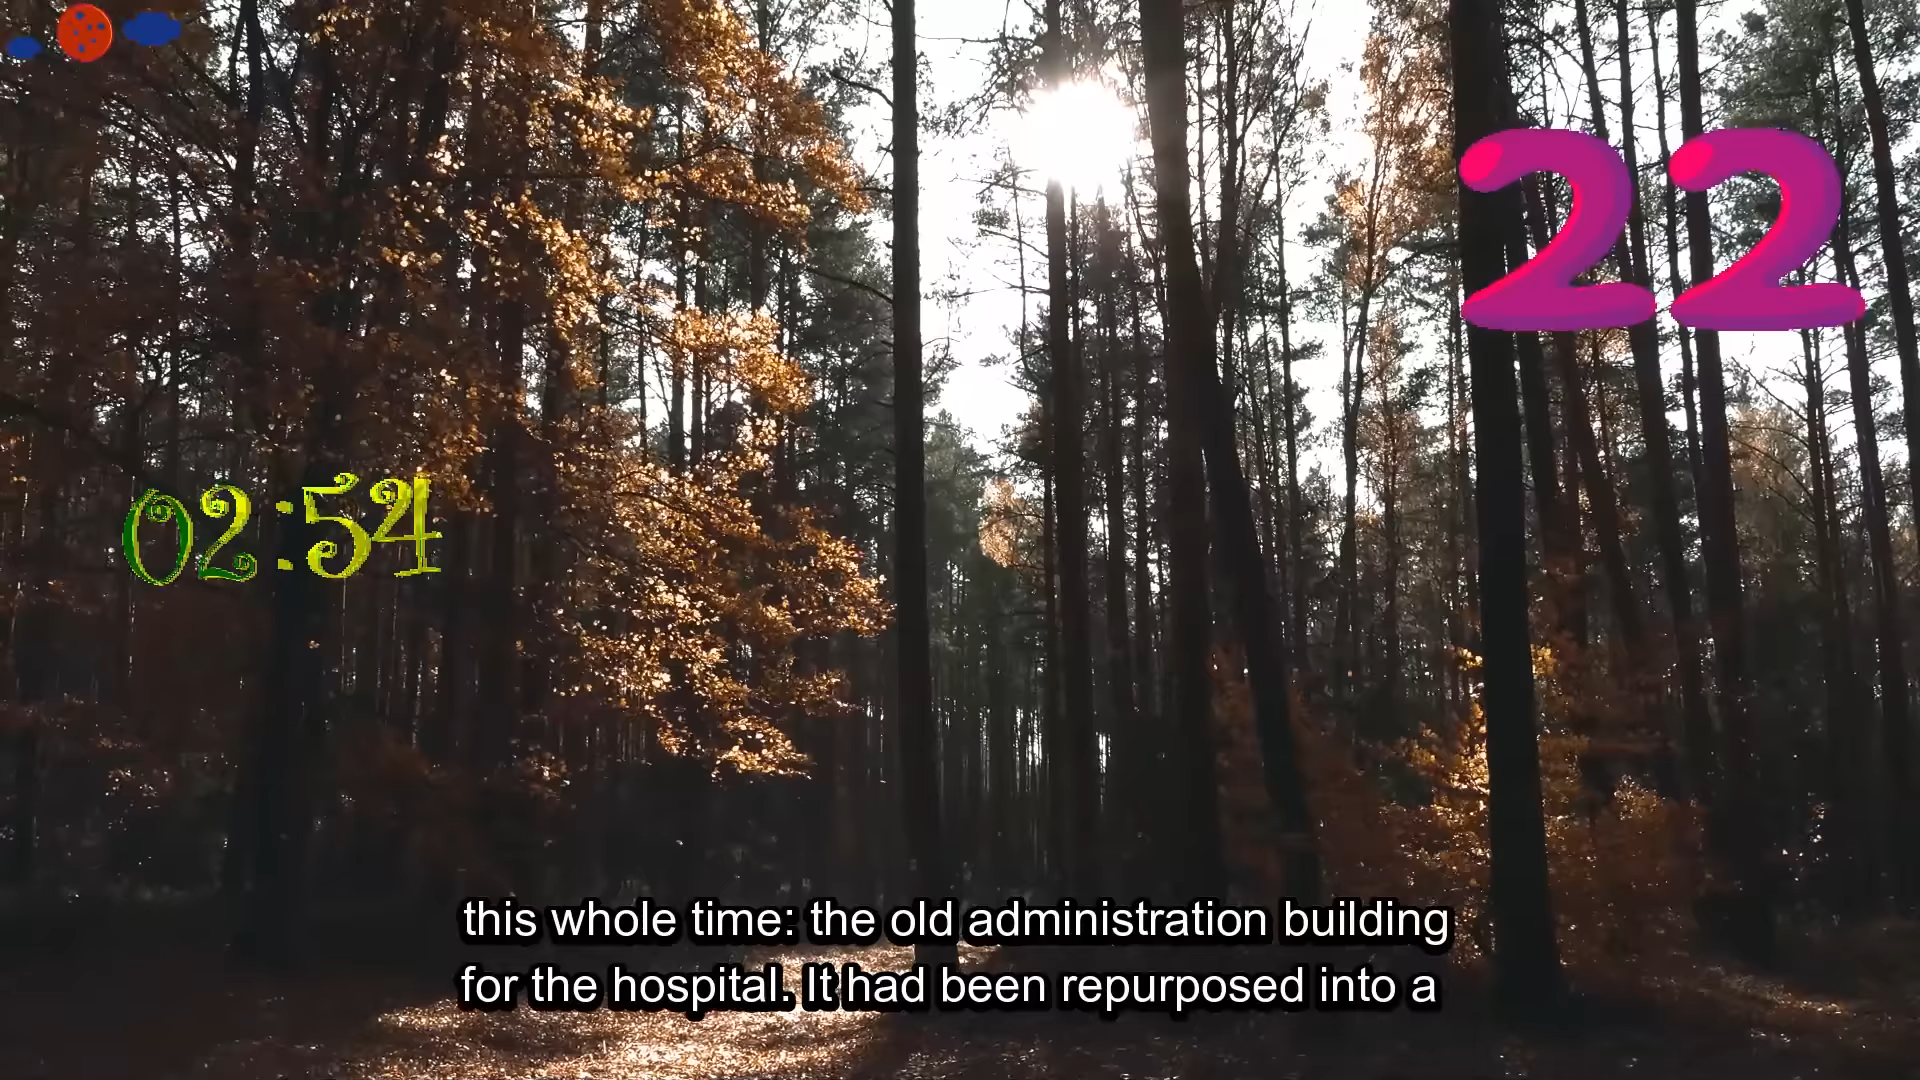 22
02:54
this whole time: the old administration building
for the hospital. It had been repurposed into a